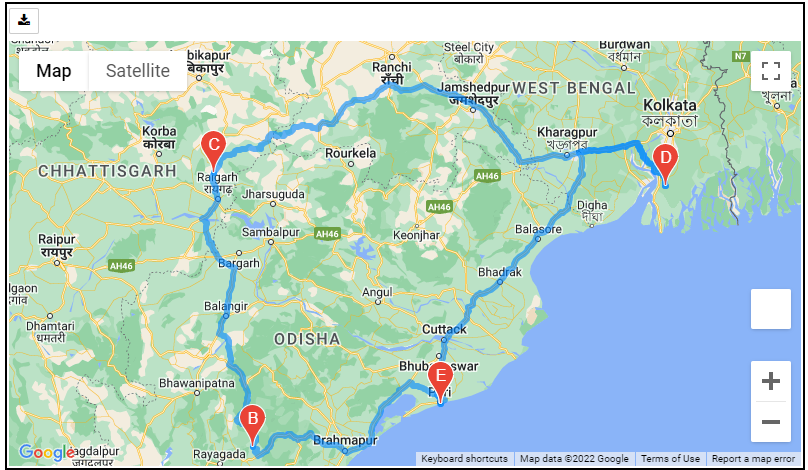 Steel City
बोकारो
Burdwan
বর্ধমান
Map
Satellite
Ranchi
राँची
N7
Jamshedpur
जमशेदपुर
WEST BENGAL
Korba
कोरबा
Kolkata
কলকাতা
Kharagpur
খড়্গপুর
C
D
Rourkela
CHHATTISGARH
Raigarh
रायगढ़
AH46
Jharsuguda
AH46
Digha
দীঘা
Sambalpur
AH46
Keonjhar
Balasore
Raipur
रायपुर
AH46
Bargarh
Bhadrak
Angul
Balangir
Dhamtari
धमतरी
ODISHA
Cuttack
Bhubaneswar
E
Puri
Bhawanipatna
B
Brahmapur
Rayagada
Google
Jagdalpur
जगदलपुर
Keyboard shortcuts
Map data ©2022 Google
Terms of Use
Report a map error